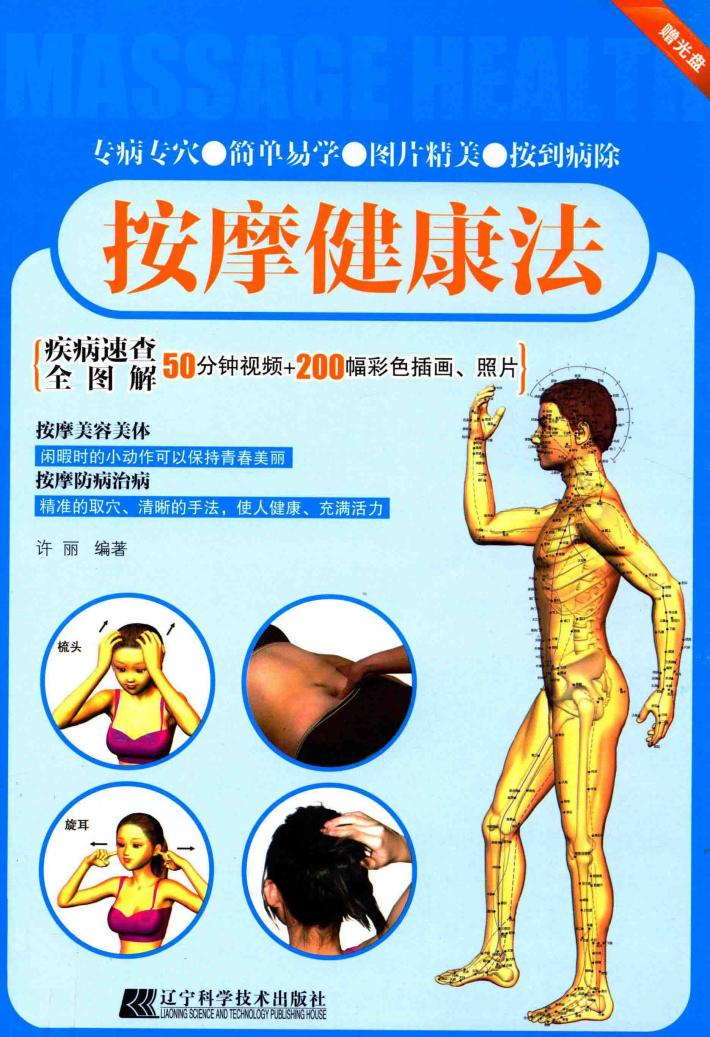 MASSAGE HEALTH
赠光盘
专病专穴●简单易学●图片精美●按到病除
按摩健康法
疾病速查
全图解
50分钟视频+200幅彩色插画、照片
按摩美容美体
闲暇时的小动作可以保持青春美丽
按摩防病治病
精准的取穴、清晰的手法，使人健康、充满活力
许丽 编著
梳头
旋耳
辽宁科学技术出版社
LIAONING SCIENCE AND TECHNOLOGY PUBLISHING HOUSE